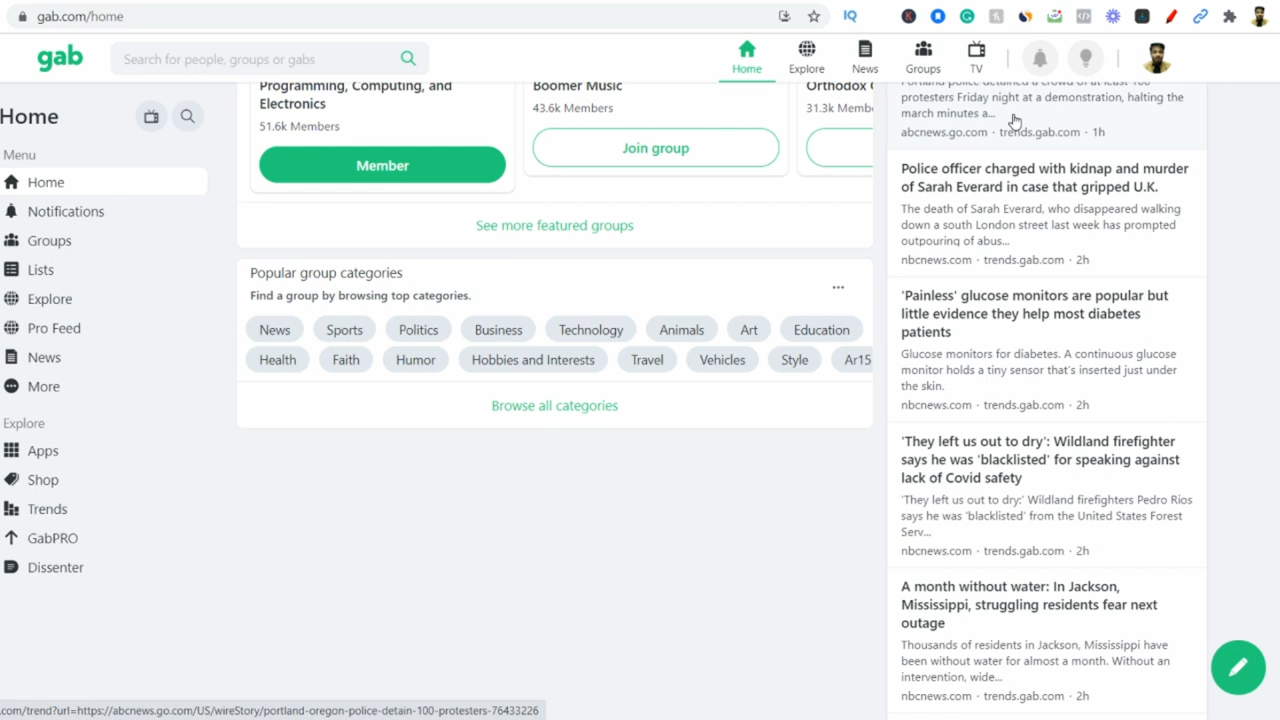 gab.com/home
IQ
gab
Search for people, groups or gabs
Home
Explore
News
Groups
TV
Home
Menu
Home
Notifications
Groups
Lists
Explore
Pro Feed
News
More
Explore
Apps
Shop
Trends
GabPRO
Dissenter
Programming, Computing, and
Electronics
51.6k Members
Member
Boomer Music
43.6k Members
Join group
Orthodox
31.3k
See more featured groups
Popular group categories
Find a group by browsing top categories.
News
Sports
Politics
Business
Technology
Animals
Art
Education
Health
Faith
Humor
Hobbies and Interests
Travel
Vehicles
Style
Ar15
Browse all categories
Portland police detained a crowd of at least 100
protesters Friday night at a demonstration, halting the
march minutes a...
abcnews.go.com · trends.gab.com · 1h
Police officer charged with kidnap and murder
of Sarah Everard in case that gripped U.K.
The death of Sarah Everard, who disappeared walking
down a south London street last week has prompted
outpouring of abus...
nbcnews.com · trends.gab.com · 2h
'Painless' glucose monitors are popular but
little evidence they help most diabetes
patients
Glucose monitors for diabetes. A continuous glucose
monitor holds a tiny sensor that's inserted just under
the skin.
nbcnews.com · trends.gab.com · 2h
'They left us out to dry': Wildland firefighter
says he was 'blacklisted' for speaking against
lack of Covid safety
'They left us out to dry:' Wildland firefighters Pedro Rios
says he was 'blacklisted' from the United States Forest
Serv...
nbcnews.com · trends.gab.com · 2h
A month without water: In Jackson,
Mississippi, struggling residents fear next
outage
Thousands of residents in Jackson, Mississippi have
been without water for almost a month. Without an
intervention, wide...
nbcnews.com · trends.gab.com · 2h
.com/trend?url=https://abcnews.go.com/US/wireStory/portland-oregon-police-detain-100-protesters-76433226